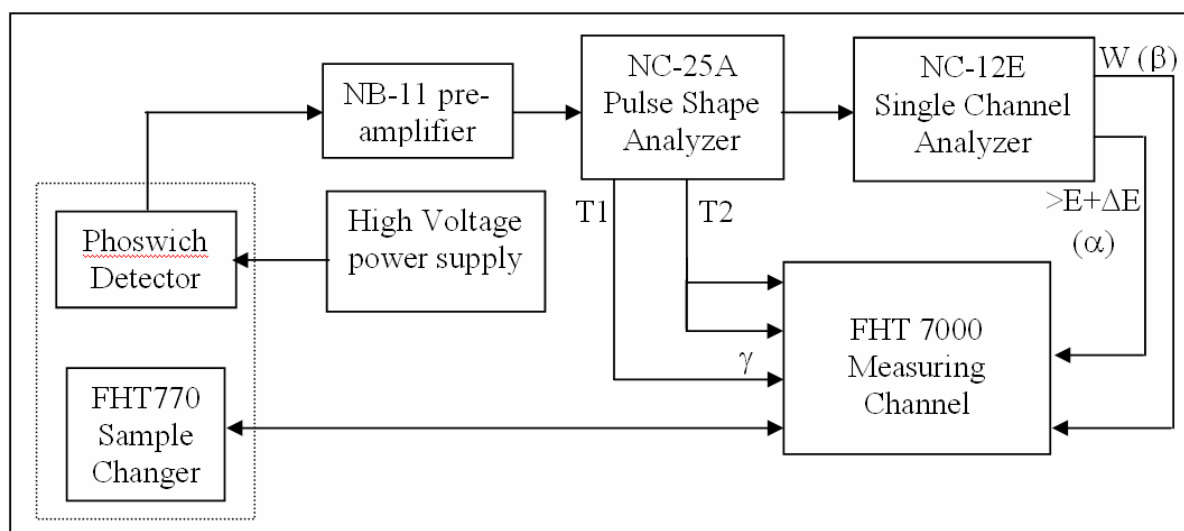 NB-11 pre-
amplifier
NC-25A
Pulse Shape
Analyzer
NC-12E
Single Channel
Analyzer
W (β)
>E+ΔE
(α)
T1
T2
Phoswich
Detector
High Voltage
power supply
γ
FHT 7000
Measuring
Channel
FHT770
Sample
Changer